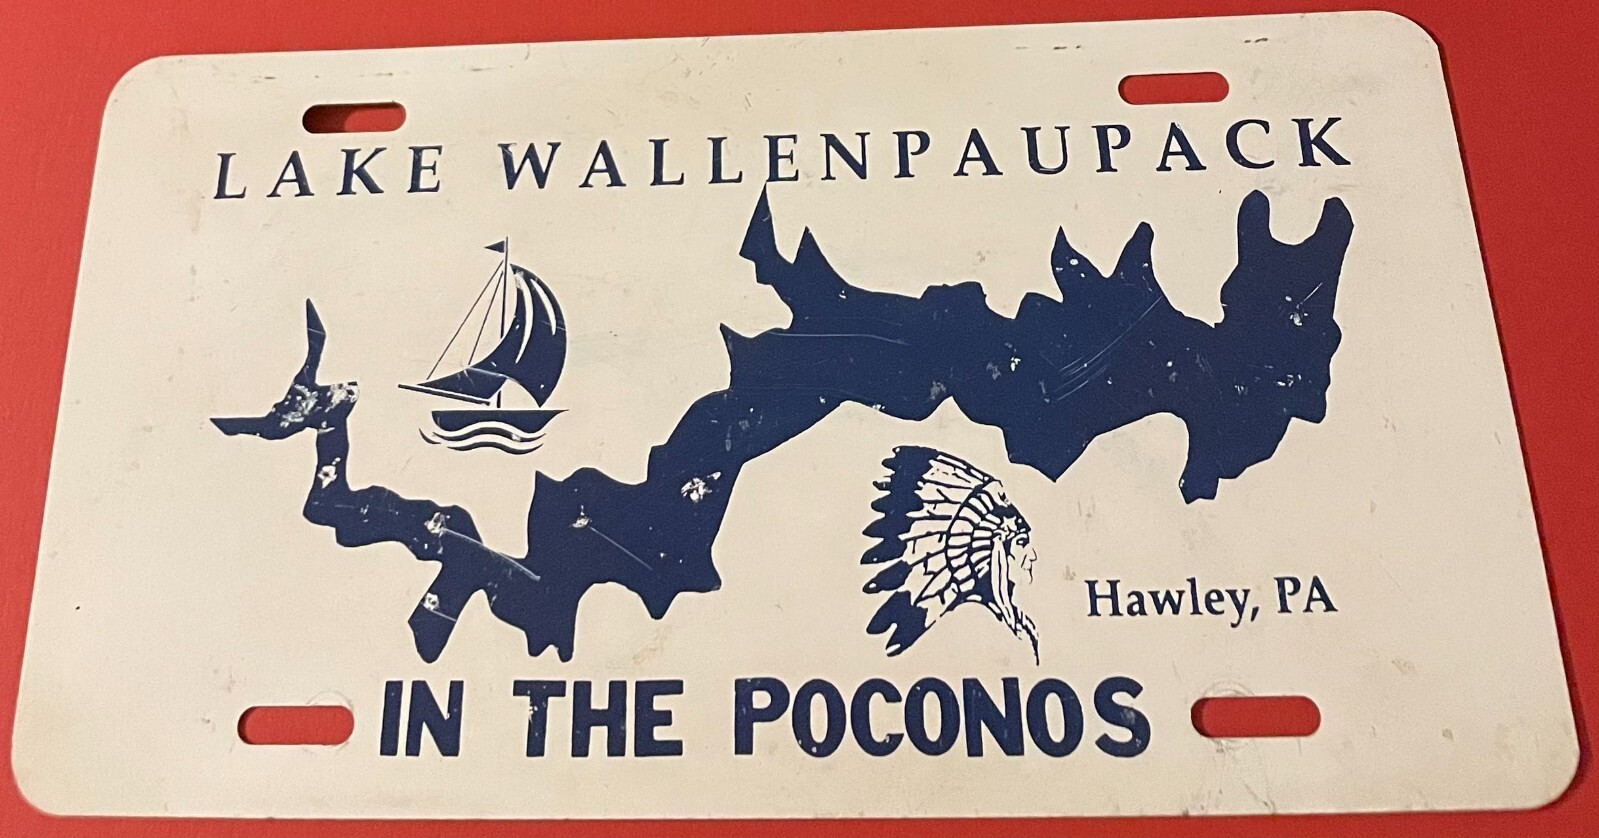 LAKE WALLENPAUPACK
Hawley, PA
IN THE POCONOS